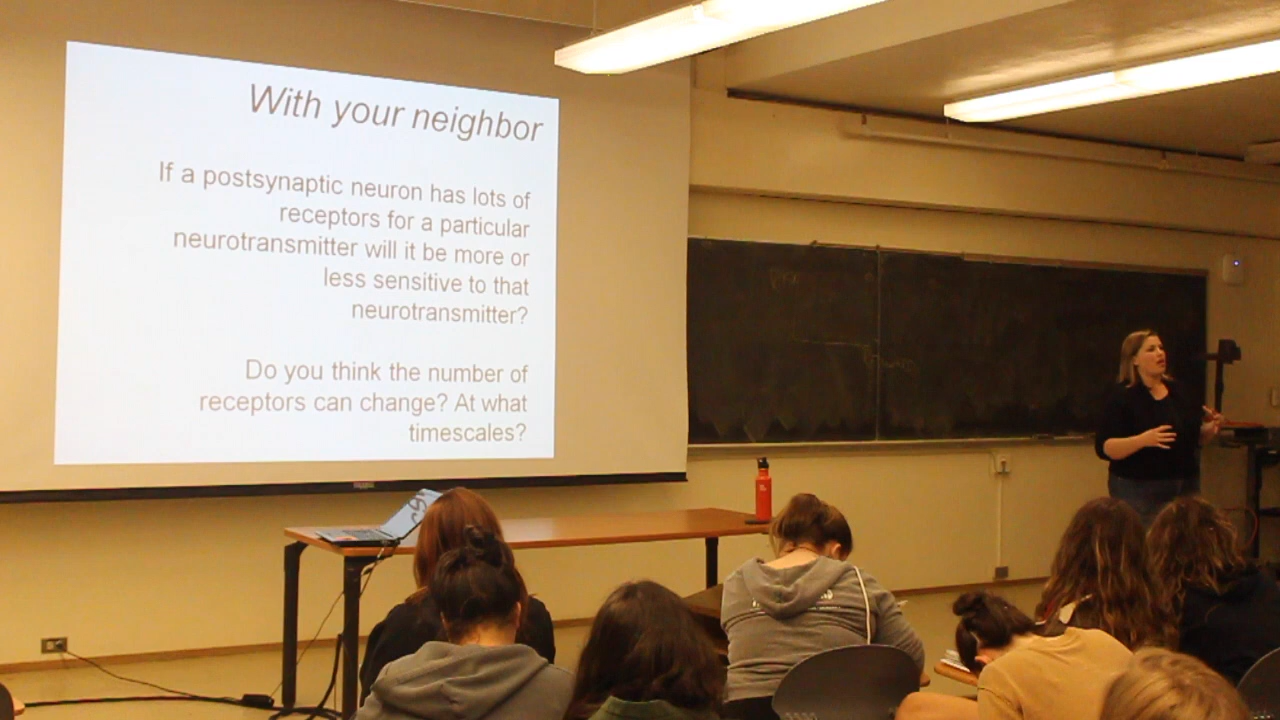 With your neighbor
If a postsynaptic neuron has lots of
receptors for a particular
neurotransmitter will it be more or
less sensitive to that
neurotransmitter?
Do you think the number of
receptors can change? At what
timescales?